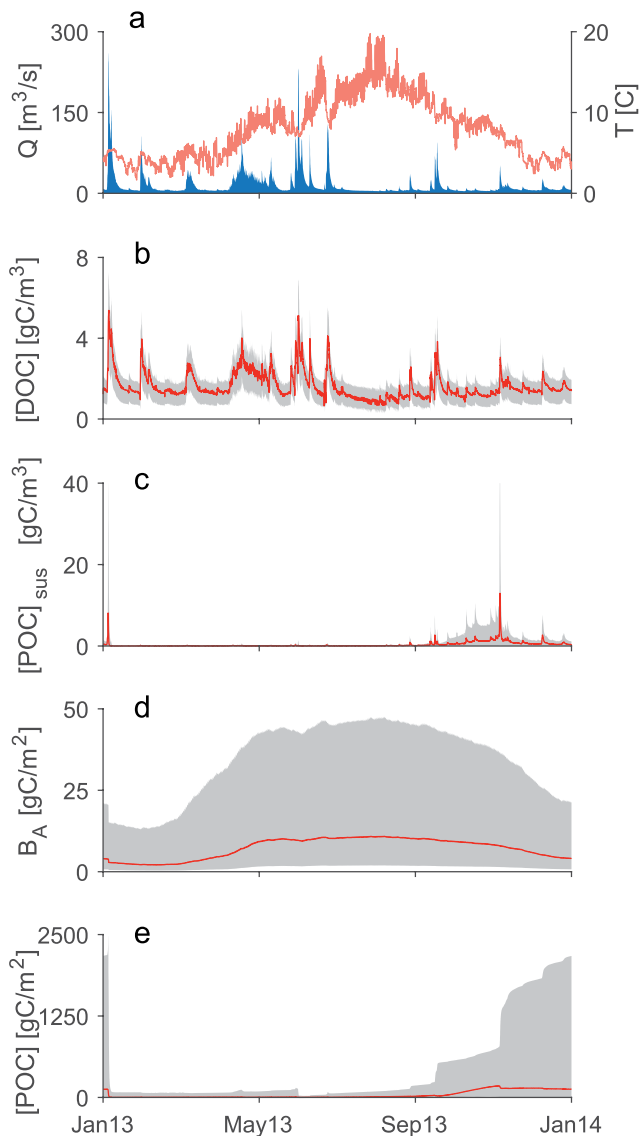 a
300
150
0
Q [m³/s]
20
10
0
T [C]
b
8
4
0
[DOC] [gC/m³]
c
40
20
0
[POC]sus [gC/m³]
d
50
25
0
BA [gC/m²]
e
2500
1250
0
[POC] [gC/m²]
Jan13 May13 Sep13 Jan14